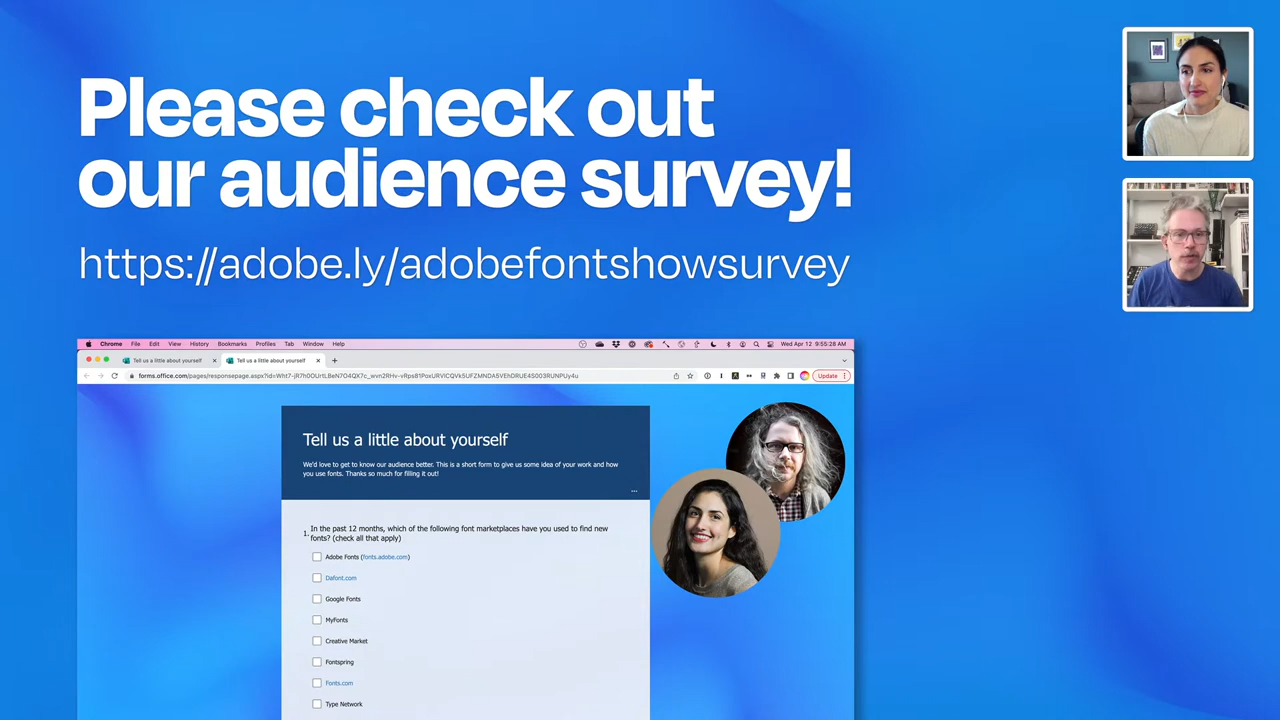 Please check out
our audience survey!
https://adobe.ly/adobefontshowsurvey
Chrome File Edit View History Bookmarks Profiles Tab Window Help Wed Apr 12 9:55:28 AM
Tell us a little about yourself
Tell us a little about yourself
Update
Tell us a little about yourself
We'd love to get to know our audience better. This is a short form to give us some idea of your work and how
you use fonts. Thanks so much for filling it out!
1. In the past 12 months, which of the following font marketplaces have you used to find new
fonts? (check all that apply)
Adobe Fonts (fonts.adobe.com)
Dafont.com
Google Fonts
MyFonts
Creative Market
Fontspring
Fonts.com
Type Network